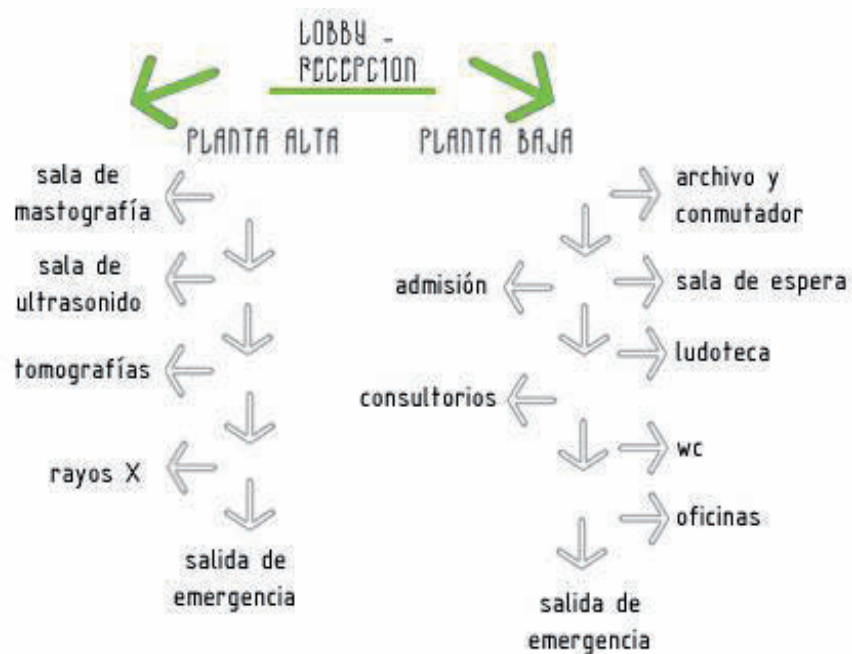 LOBBY -
RECEPCION
PLANTA ALTA
sala de
mastografía
sala de
ultrasonido
tomografías
rayos X
salida de
emergencia
PLANTA BAJA
archivo y
conmutador
admisión
sala de espera
ludoteca
consultorios
wc
oficinas
salida de
emergencia